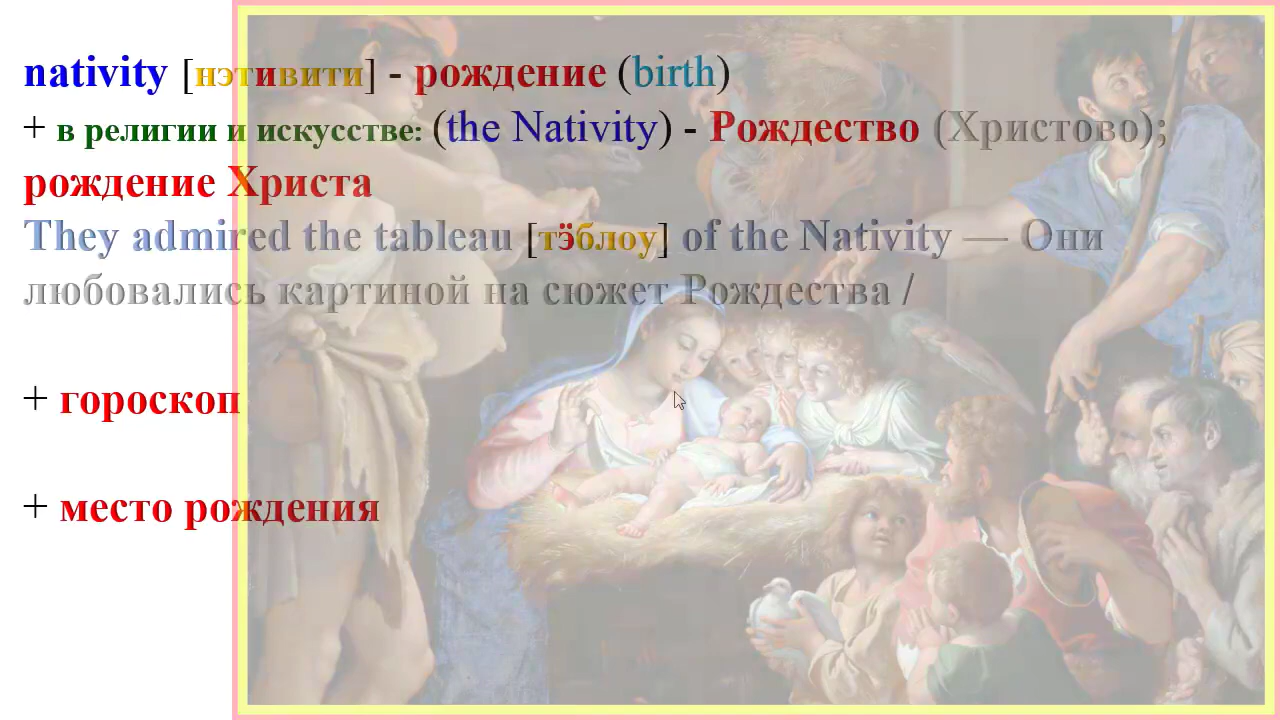 nativity [нэтивити] - рождение (birth)
+ в религии и искусстве: (the Nativity) - Рождество (Христово);
рождение Христа
They admired the tableau [тӭблоу] of the Nativity — Они
любовались картиной на сюжет Рождества /
+ гороскоп
+ место рождения